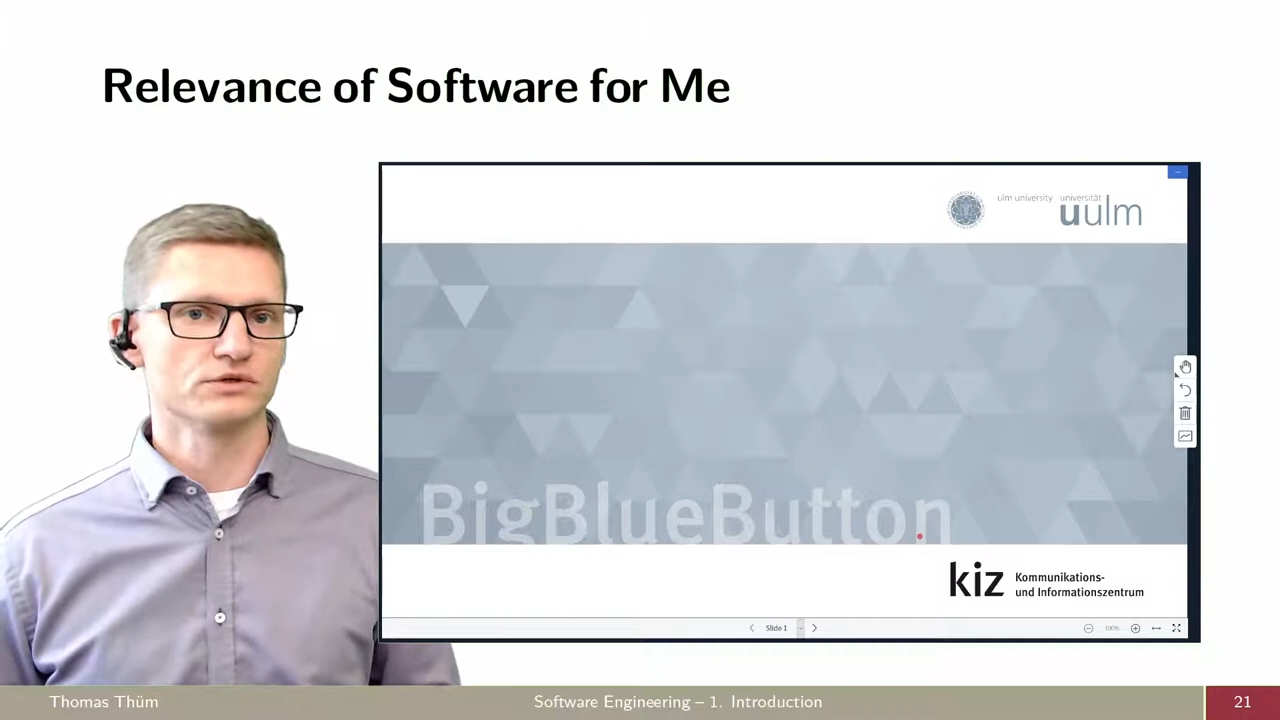 Relevance of Software for Me
ulm university universität
uulm
BigBlueButton
kiz Kommunikations-
und Informationszentrum
Slide 1
100%
Thomas Thüm
Software Engineering – 1. Introduction
21